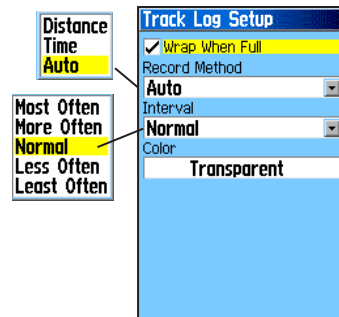 Distance
Time
Auto
Most Often
More Often
Normal
Less Often
Least Often
Track Log Setup
Wrap When Full
Record Method
Auto
Interval
Normal
Color
Transparent